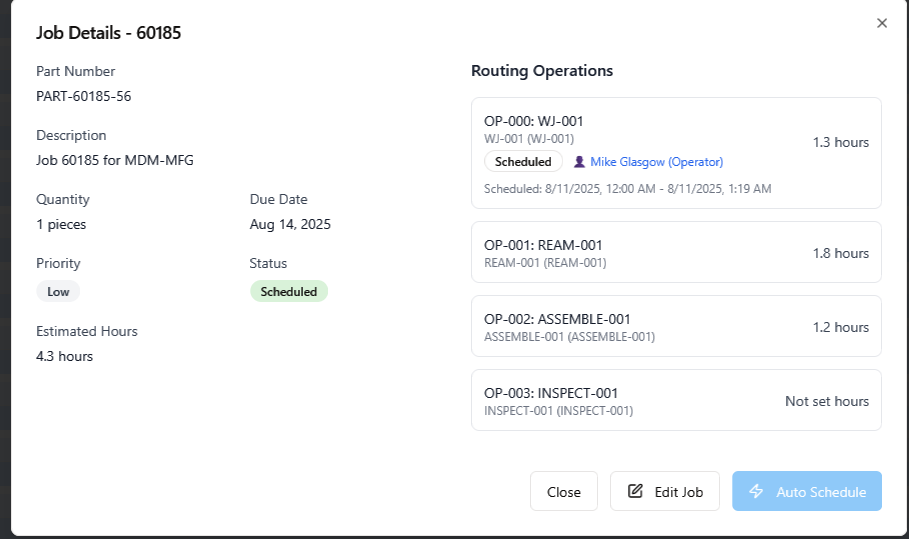 Job Details - 60185
Part Number
PART-60185-56
Description
Job 60185 for MDM-MFG
Quantity
1 pieces
Due Date
Aug 14, 2025
Priority
Low
Status
Scheduled
Estimated Hours
4.3 hours
Routing Operations
OP-000: WJ-001
WJ-001 (WJ-001)
1.3 hours
Scheduled
Mike Glasgow (Operator)
Scheduled: 8/11/2025, 12:00 AM - 8/11/2025, 1:19 AM
OP-001: REAM-001
REAM-001 (REAM-001)
1.8 hours
OP-002: ASSEMBLE-001
ASSEMBLE-001 (ASSEMBLE-001)
1.2 hours
OP-003: INSPECT-001
INSPECT-001 (INSPECT-001)
Not set hours
Close
Edit Job
Auto Schedule